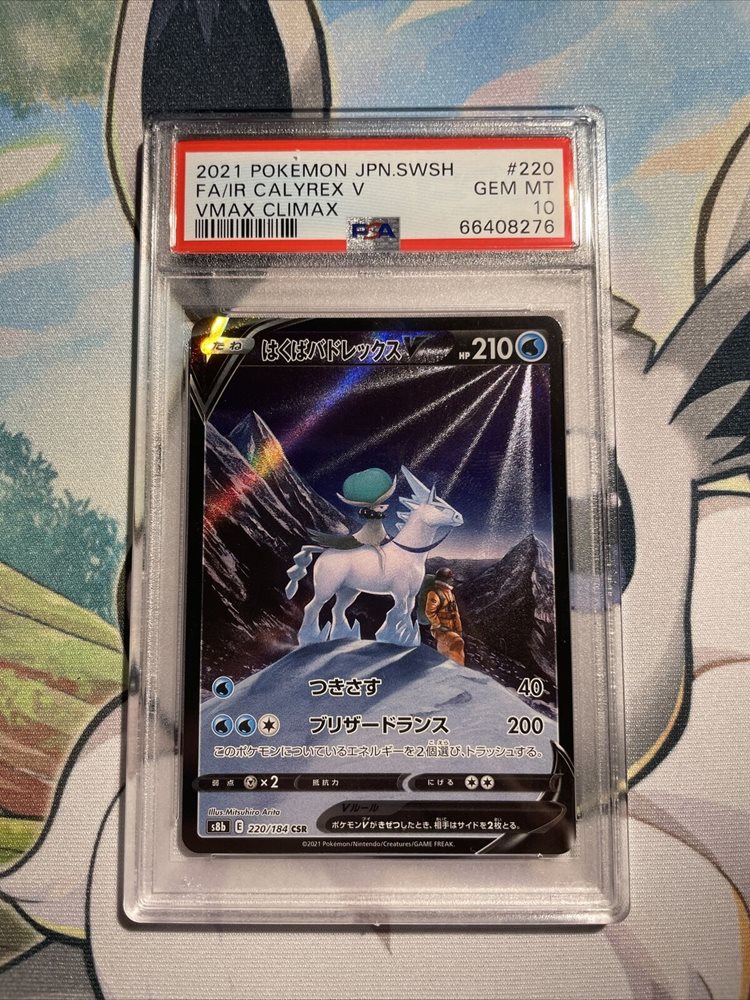 2021 POKEMON JPN.SWSH #220
FA/IR CALYREX V GEM MT
VMAX CLIMAX 10
PSA 66408276
たね はくばバドレックスV HP 210
つきさす 40
ブリザードランス 200
このポケモンについているエネルギーを2個選び、トラッシュする。
弱点 ×2 抵抗力 にげる
Vルール
ポケモンVがきぜつしたとき、相手はサイドを2枚とる。
Illus. Mitsuhiro Arita
s8b E 220/184 CSR
©2021 Pokémon/Nintendo/Creatures/GAME FREAK.